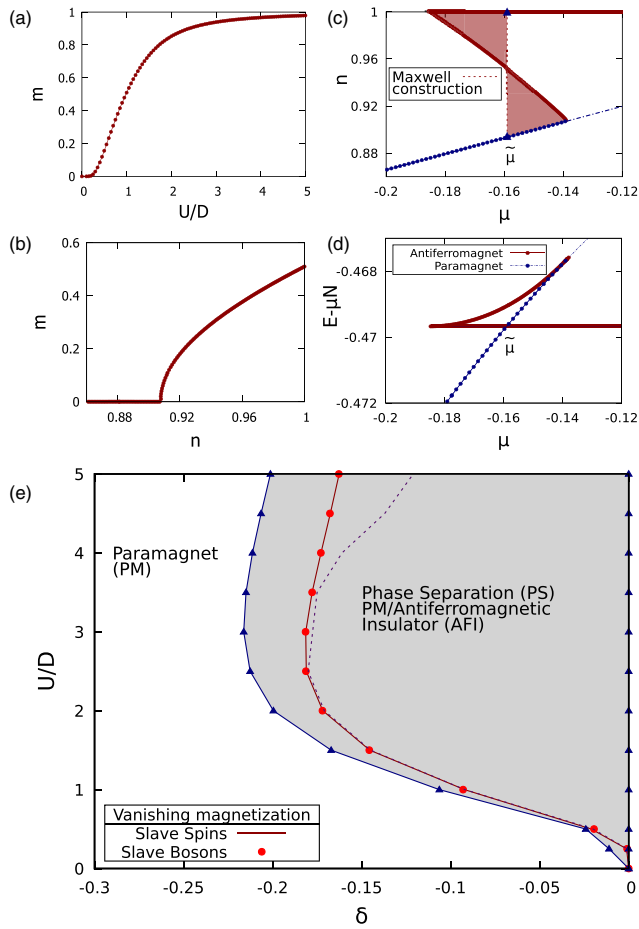 (a)
1
0.8
0.6
0.4
0.2
0
m
0 1 2 3 4 5
U/D
(c)
1
0.96
0.92
0.88
n
Maxwell
construction
μ̃
-0.2 -0.18 -0.16 -0.14 -0.12
μ
(b)
0.6
0.4
0.2
0
m
0.88 0.92 0.96 1
n
(d)
-0.468
-0.47
-0.472
E-μN
Antiferromagnet
Paramagnet
μ̃
-0.2 -0.18 -0.16 -0.14 -0.12
μ
(e)
5
4
3
2
1
0
U/D
Paramagnet
(PM)
Phase Separation (PS)
PM/Antiferromagnetic
Insulator (AFI)
Vanishing magnetization
Slave Spins
Slave Bosons
-0.3 -0.25 -0.2 -0.15 -0.1 -0.05 0
δ